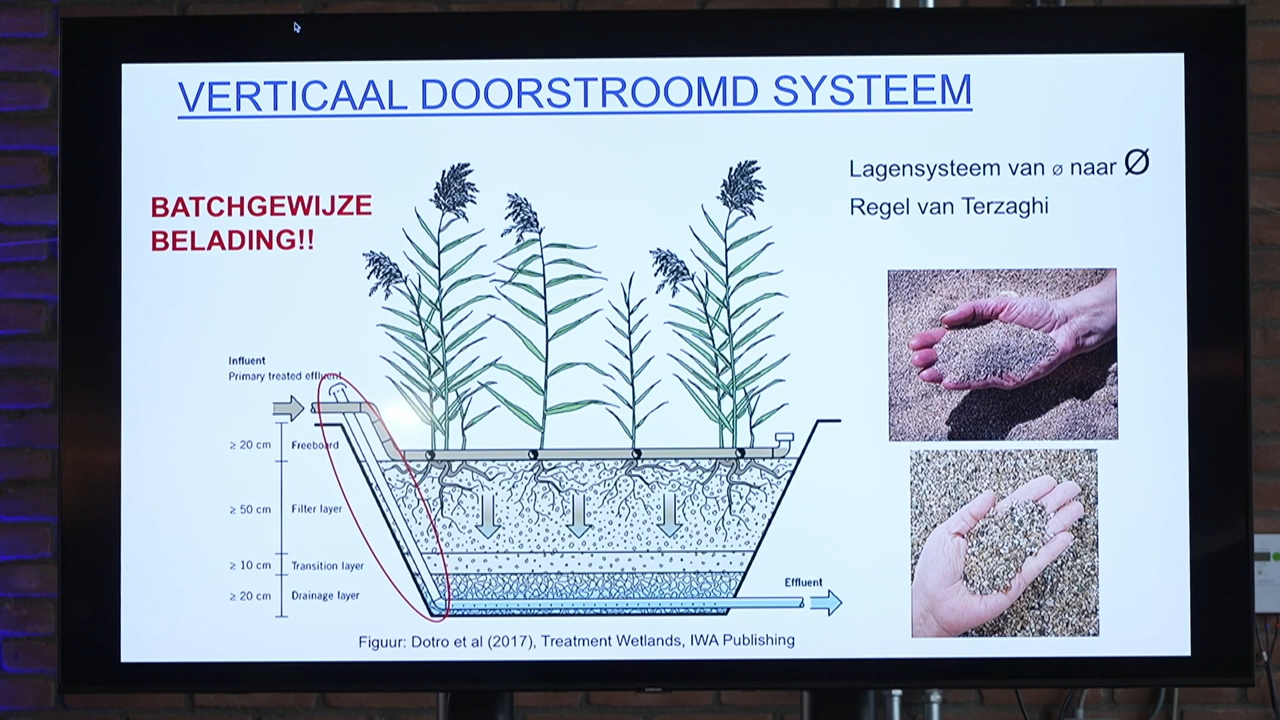 VERTICAAL DOORSTROOMD SYSTEEM
BATCHGEWIJZE
BELADING!!
Lagensysteem van ø naar Ø
Regel van Terzaghi
Influent
Primary treated effluent
≥ 20 cm Freeboard
≥ 50 cm Filter layer
≥ 10 cm Transition layer
≥ 20 cm Drainage layer
Effluent
Figuur: Dotro et al (2017), Treatment Wetlands, IWA Publishing